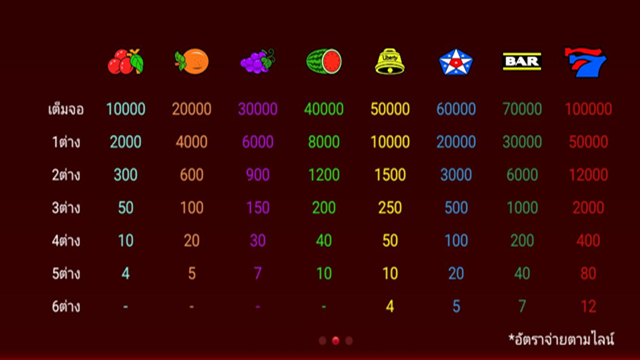 Liberty BAR 7
เต็มจอ 10000 20000 30000 40000 50000 60000 70000 100000
1ต่าง 2000 4000 6000 8000 10000 20000 30000 50000
2ต่าง 300 600 900 1200 1500 3000 6000 12000
3ต่าง 50 100 150 200 250 500 1000 2000
4ต่าง 10 20 30 40 50 100 200 400
5ต่าง 4 5 7 10 10 20 40 80
6ต่าง - - - - 4 5 7 12
*อัตราจ่ายตามไลน์